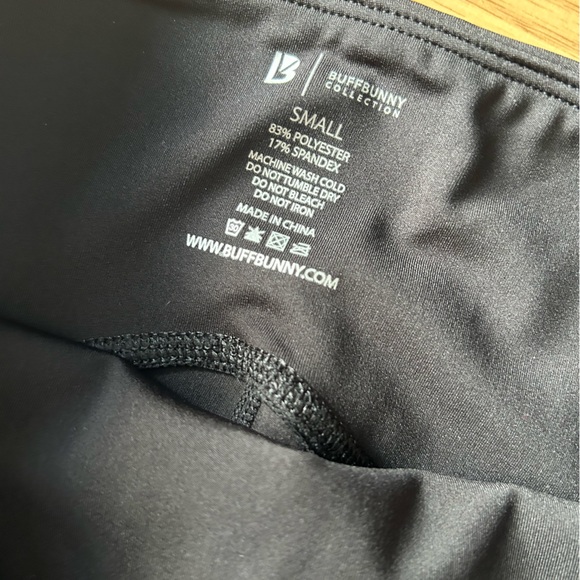 B | BUFFBUNNY
COLLECTION
SMALL
83% POLYESTER
17% SPANDEX
MACHINE WASH COLD
DO NOT TUMBLE DRY
DO NOT BLEACH
DO NOT IRON
MADE IN CHINA
30
WWW.BUFFBUNNY.COM